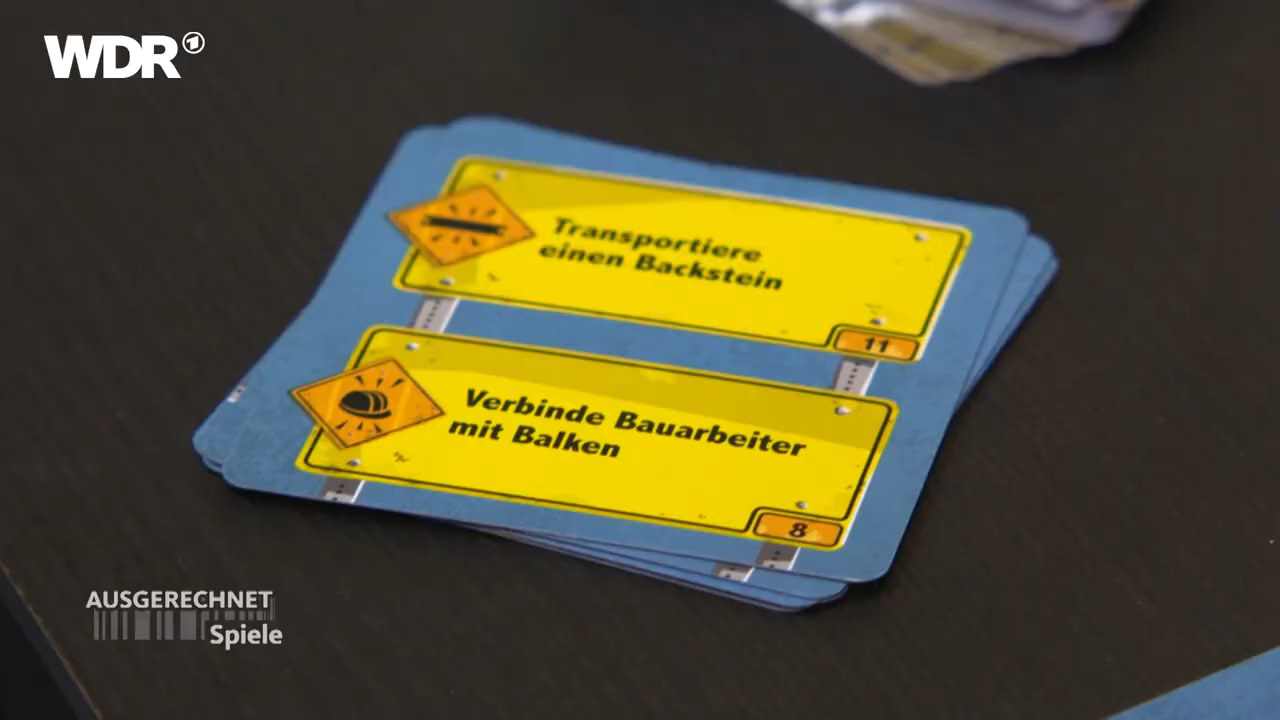 WDR
Transportiere
einen Backstein
11
Verbinde Bauarbeiter
mit Balken
8
AUSGERECHNET
Spiele